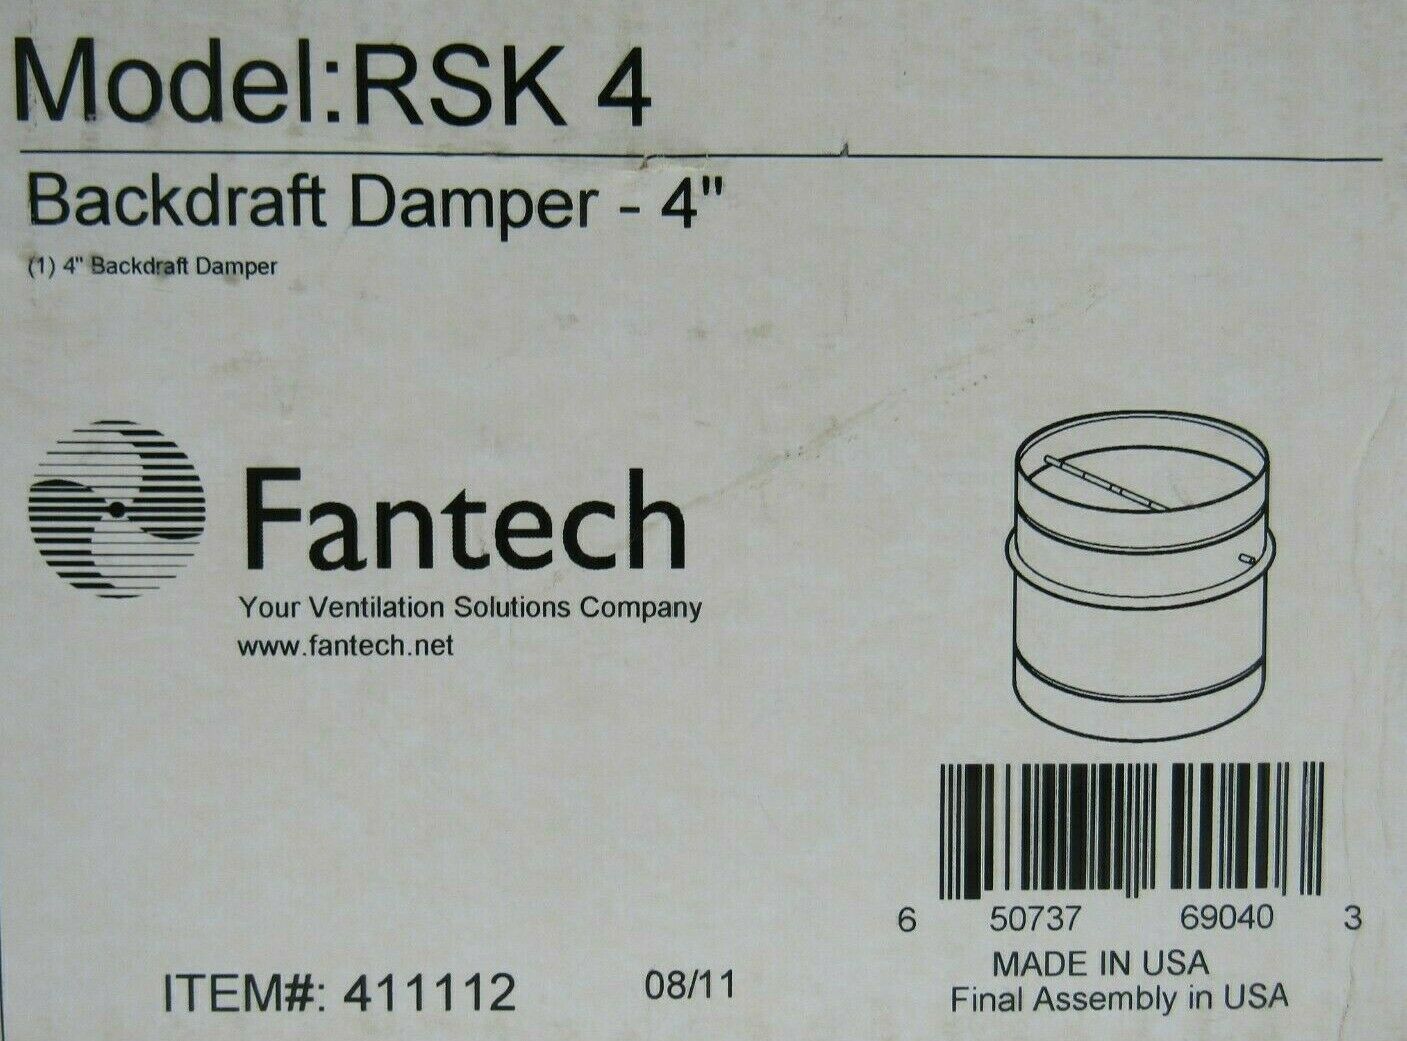 Model:RSK 4
Backdraft Damper - 4"
(1) 4" Backdraft Damper
Fantech
Your Ventilation Solutions Company
www.fantech.net
6 50737 69040 3
MADE IN USA
Final Assembly in USA
ITEM#: 411112 08/11